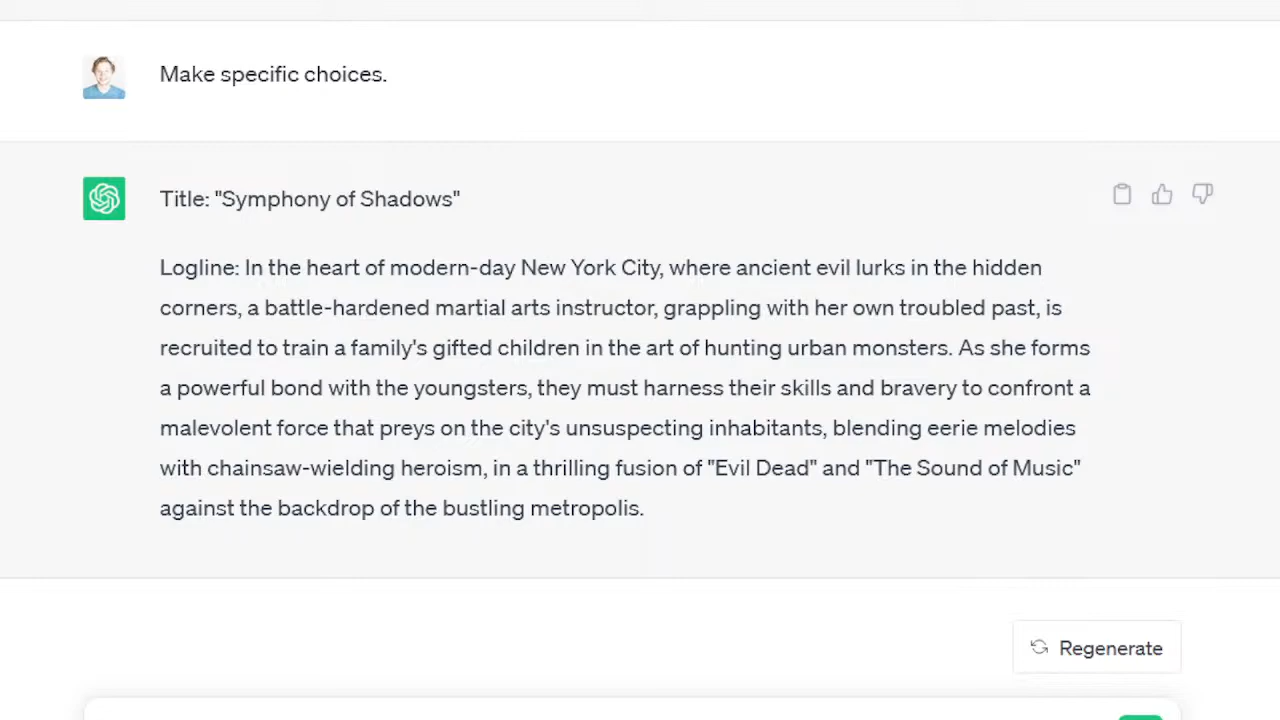 Make specific choices.
Title: "Symphony of Shadows"
Logline: In the heart of modern-day New York City, where ancient evil lurks in the hidden
corners, a battle-hardened martial arts instructor, grappling with her own troubled past, is
recruited to train a family's gifted children in the art of hunting urban monsters. As she forms
a powerful bond with the youngsters, they must harness their skills and bravery to confront a
malevolent force that preys on the city's unsuspecting inhabitants, blending eerie melodies
with chainsaw-wielding heroism, in a thrilling fusion of "Evil Dead" and "The Sound of Music"
against the backdrop of the bustling metropolis.
Regenerate